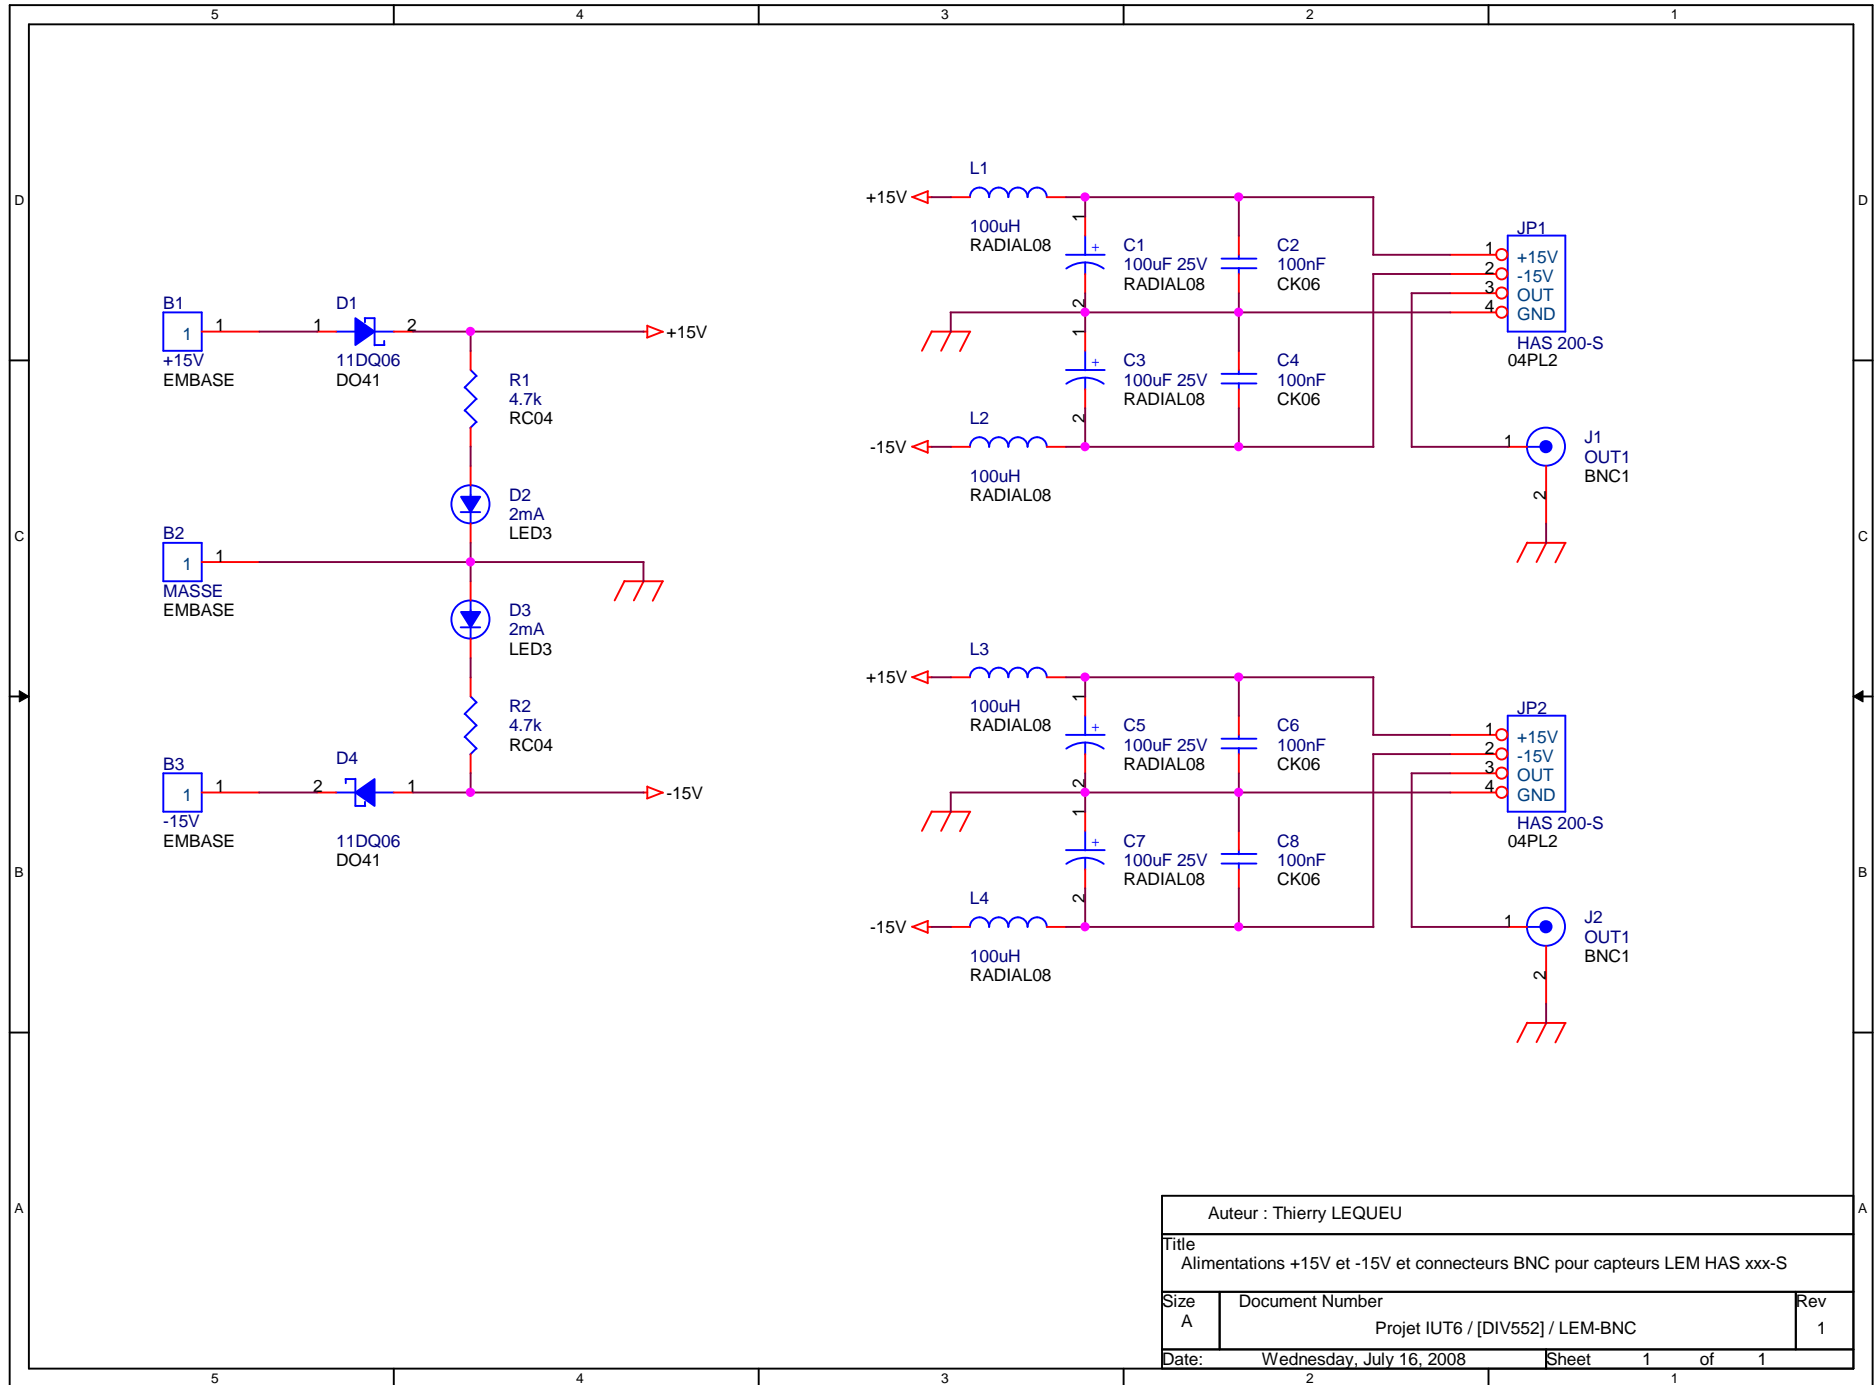 5 4 3 2 1
D D
C C
B B
A A
B1
1
1
+15V
EMBASE
D1
1
2
11DQ06
DO41
+15V
R1
4.7k
RC04
D2
2mA
LED3
B2
1
1
MASSE
EMBASE
D3
2mA
LED3
R2
4.7k
RC04
B3
1
1
-15V
EMBASE
D4
2
1
11DQ06
DO41
-15V
L1
+15V
100uH
RADIAL08
1
+
2
C1
100uF 25V
RADIAL08
C2
100nF
CK06
1
+
2
C3
100uF 25V
RADIAL08
C4
100nF
CK06
L2
-15V
100uH
RADIAL08
JP1
1 +15V
2 -15V
3 OUT
4 GND
HAS 200-S
04PL2
1
2
J1
OUT1
BNC1
L3
+15V
100uH
RADIAL08
1
+
2
C5
100uF 25V
RADIAL08
C6
100nF
CK06
1
+
2
C7
100uF 25V
RADIAL08
C8
100nF
CK06
L4
-15V
100uH
RADIAL08
JP2
1 +15V
2 -15V
3 OUT
4 GND
HAS 200-S
04PL2
1
2
J2
OUT1
BNC1
Auteur : Thierry LEQUEU
Title
Alimentations +15V et -15V et connecteurs BNC pour capteurs LEM HAS xxx-S
Size Document Number Rev
A Projet IUT6 / [DIV552] / LEM-BNC 1
Date: Wednesday, July 16, 2008 Sheet 1 of 1
5 4 3 2 1